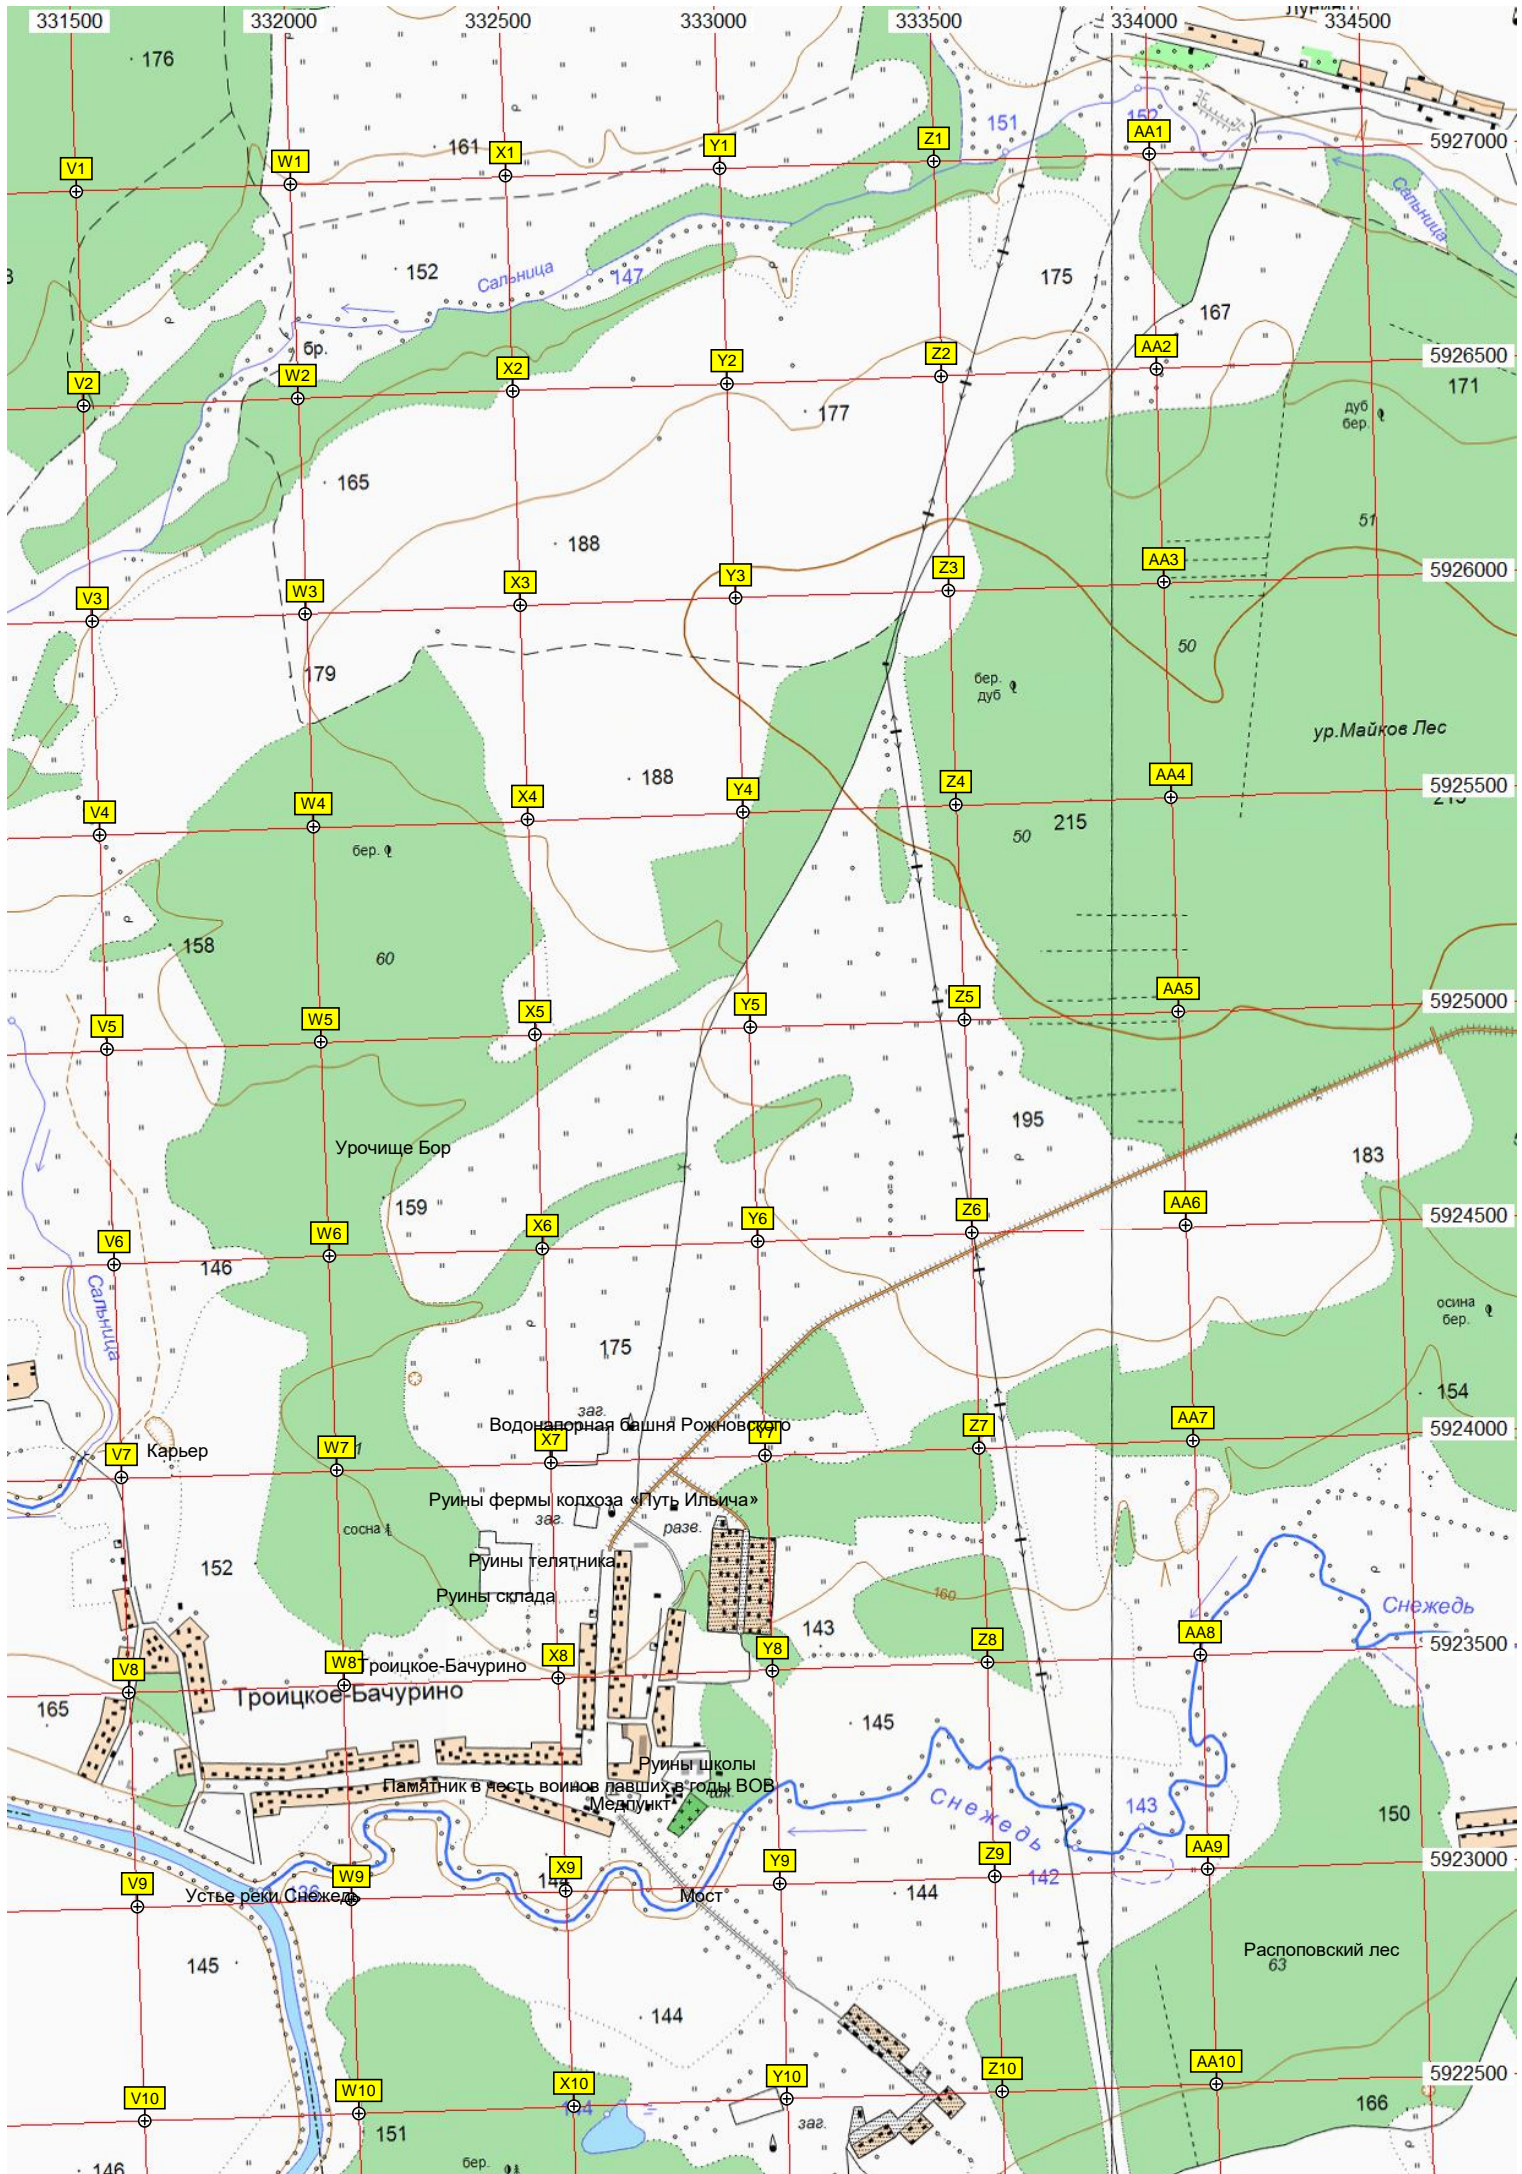 331500 332000 332500 333000 333500 334000 334500
176
161
151
5927000
V1 W1 X1 Y1 Z1 AA1
Сальница
152
Сальница
147
175
167
бр.
V2 W2 X2 Y2 Z2 AA2
5926500
171
177
дуб
бер.
165
51
188
V3 W3 X3 Y3 Z3 AA3
5926000
50
179
бер.
дуб
ур.Майков Лес
188
V4 W4 X4 Y4 Z4 AA4
5925500
215
50
215
бер.
158
60
V5 W5 X5 Y5 Z5 AA5
5925000
195
Урочище Бор
183
159
V6 W6 X6 Y6 Z6 AA6
5924500
146
Сальница
осина
бер.
175
154
заг.
Водонапорная башня Рожновского
V7 W7 X7 Y7 Z7 AA7
5924000
Карьер
Руины фермы колхоза «Путь Ильича»
заг.
разв.
сосна
152
Руины телятника
Руины склада
160
143
Снежедь
V8 W8 X8 Y8 Z8 AA8
5923500
Троицкое-Бачурино
Троицкое-Бачурино
165
145
Руины школы
Памятник в честь воинов павших в годы ВОВ
шк.
Медпункт
Снежедь
143
150
V9 W9 X9 Y9 Z9 AA9
5923000
144
142
Устье реки Снежедь
136
Мост
144
145
Распоповский лес
63
144
V10 W10 X10 Y10 Z10 AA10
5922500
144
заг.
166
151
бер.
146